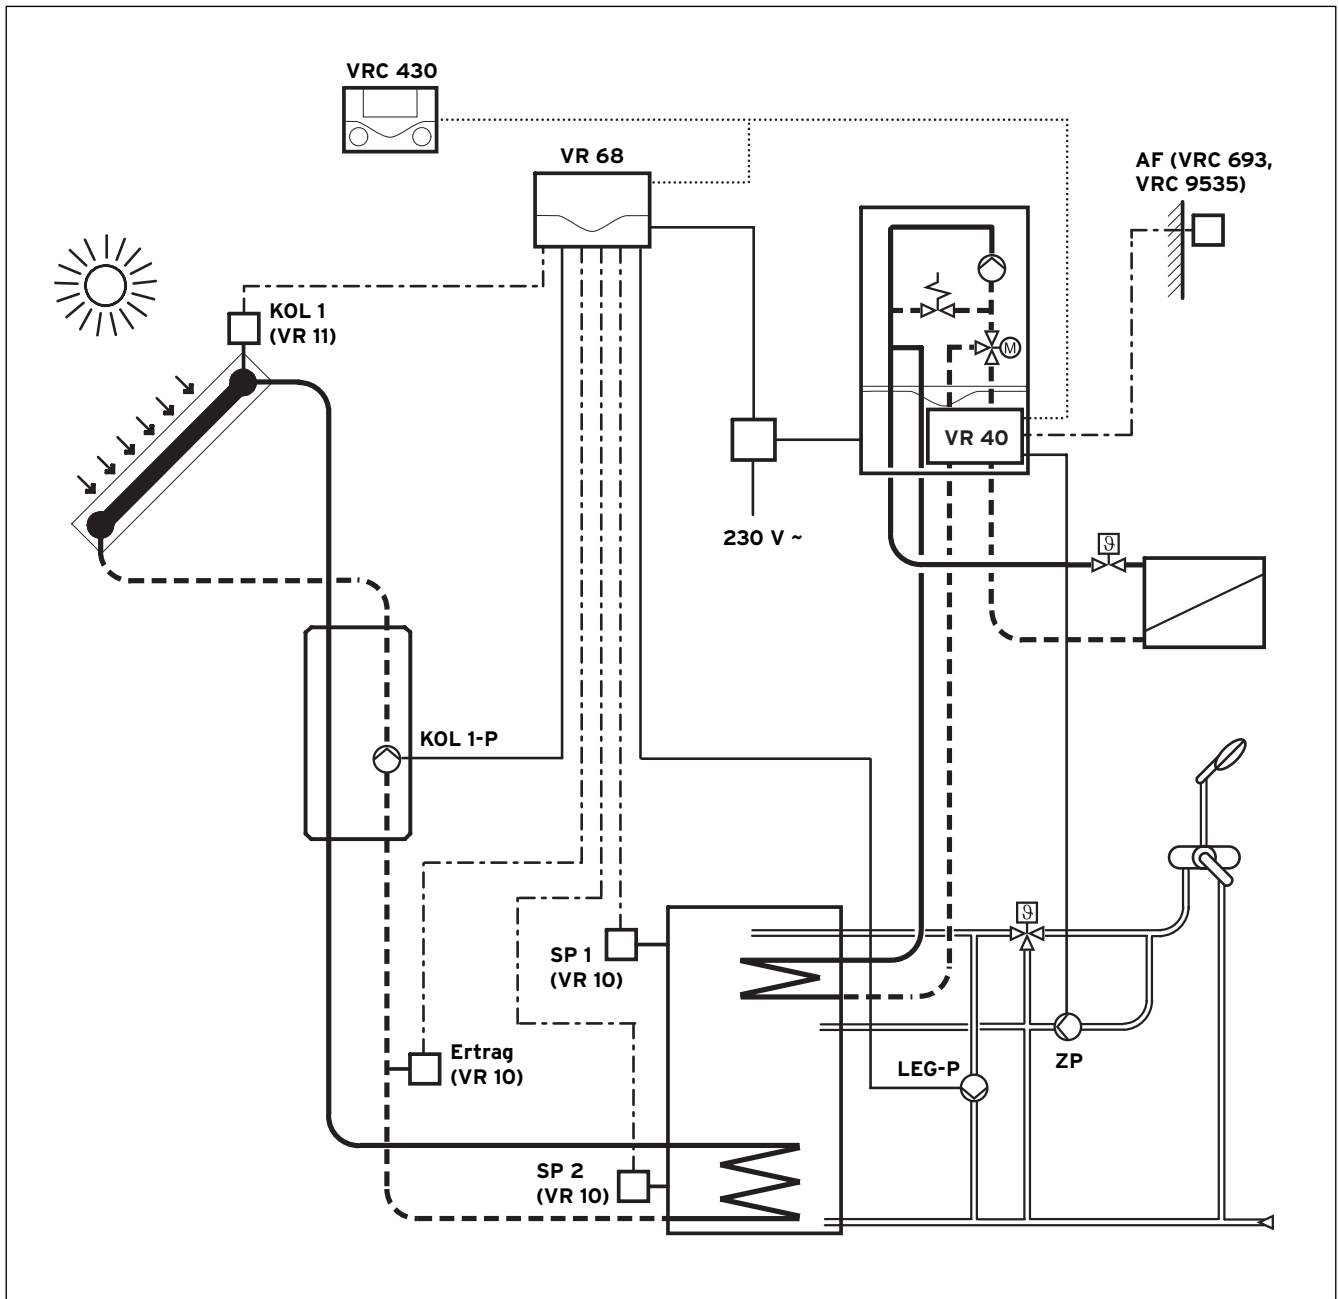 VRC 430
VR 68
AF (VRC 693,
VRC 9535)
KOL 1
(VR 11)
M
VR 40
230 V ~
ϑ
KOL 1-P
ϑ
SP 1
(VR 10)
Ertrag
(VR 10)
LEG-P
ZP
SP 2
(VR 10)